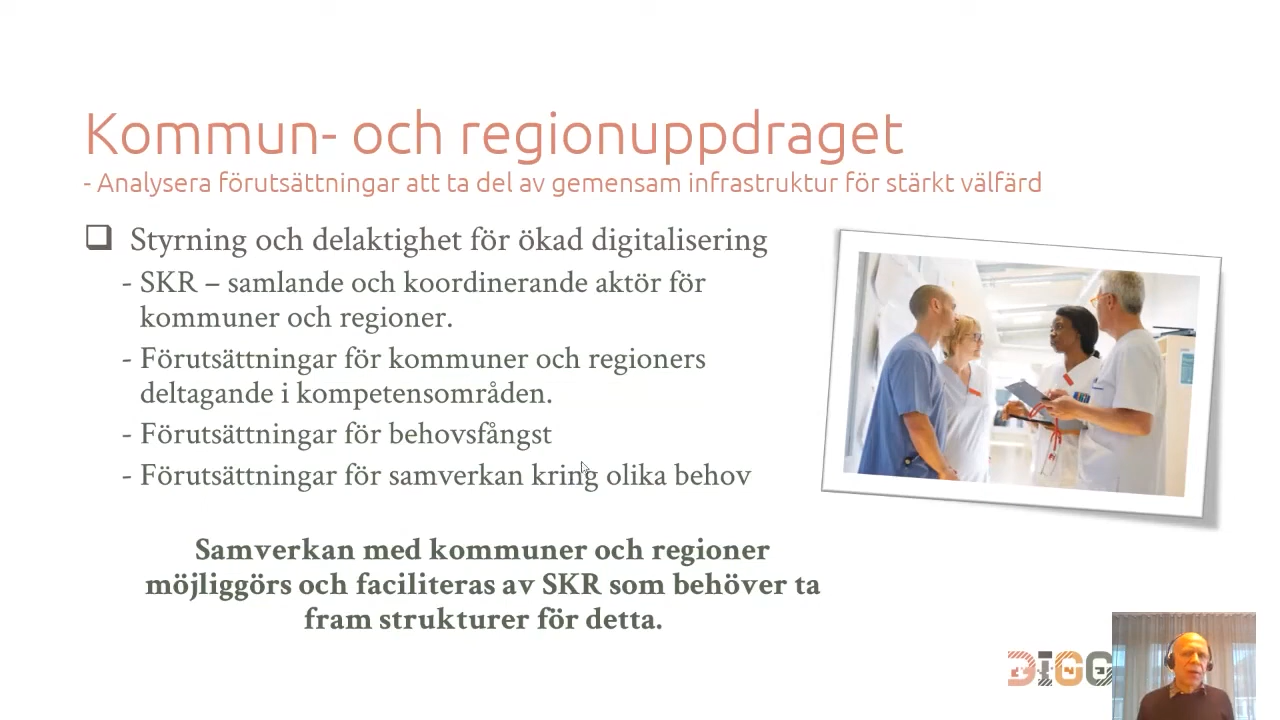 Kommun- och regionuppdraget
- Analysera förutsättningar att ta del av gemensam infrastruktur för stärkt välfärd
❑ Styrning och delaktighet för ökad digitalisering
- SKR – samlande och koordinerande aktör för
kommuner och regioner.
- Förutsättningar för kommuner och regioners
deltagande i kompetensområden.
- Förutsättningar för behovsfångst
- Förutsättningar för samverkan kring olika behov
Samverkan med kommuner och regioner
möjliggörs och faciliteras av SKR som behöver ta
fram strukturer för detta.